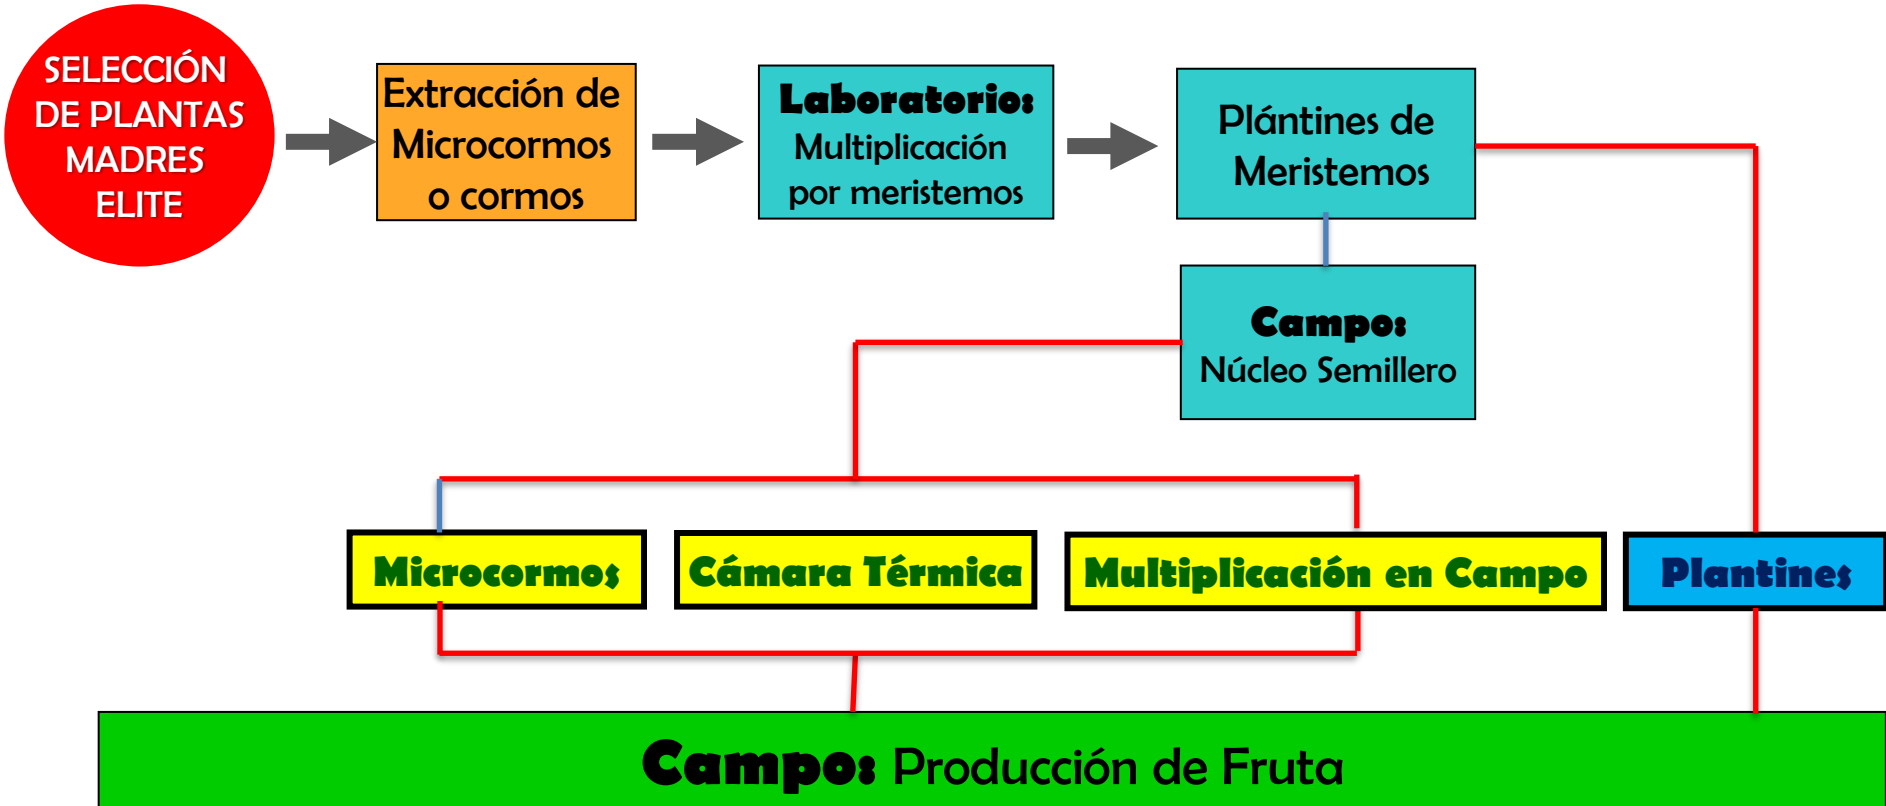 SELECCIÓN
DE PLANTAS
MADRES
ELITE
Extracción de
Microcormos
o cormos
Laboratorio:
Multiplicación
por meristemos
Plántines de
Meristemos
Campo:
Núcleo Semillero
Microcormos
Cámara Térmica
Multiplicación en Campo
Plantines
Campo: Producción de Fruta